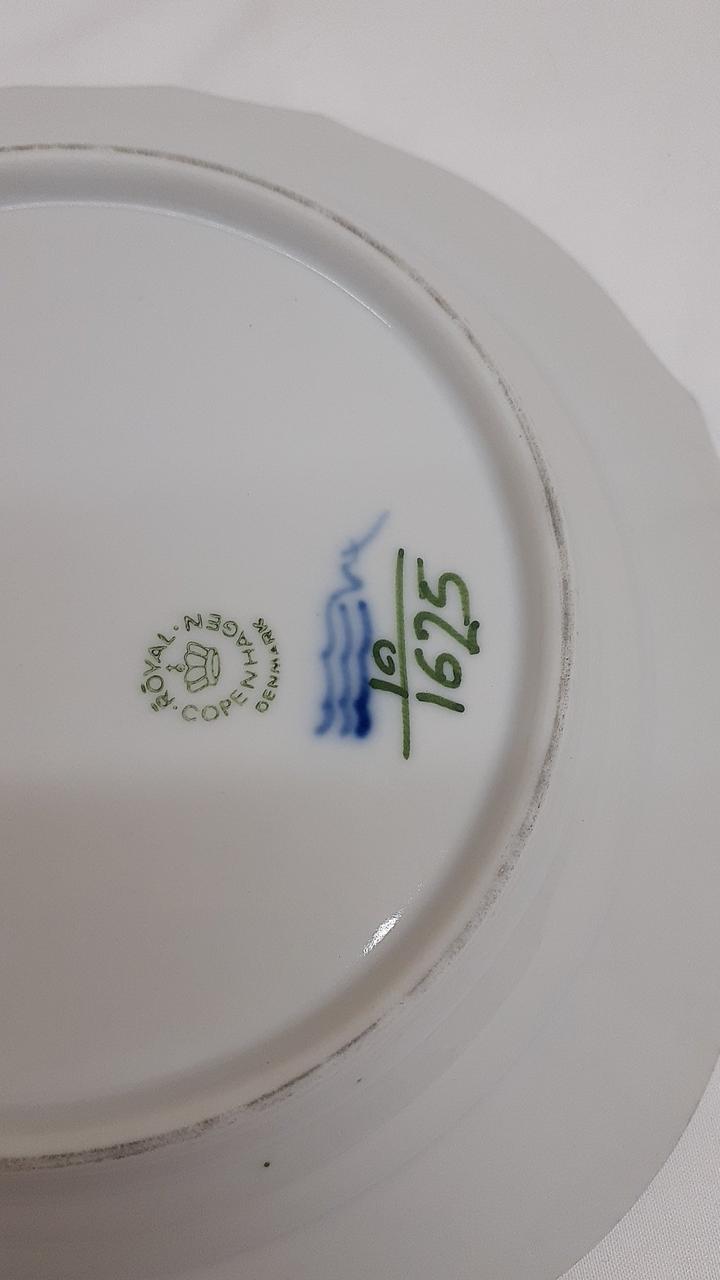 ROYAL
COPENHAGEN
DENMARK
10
1625